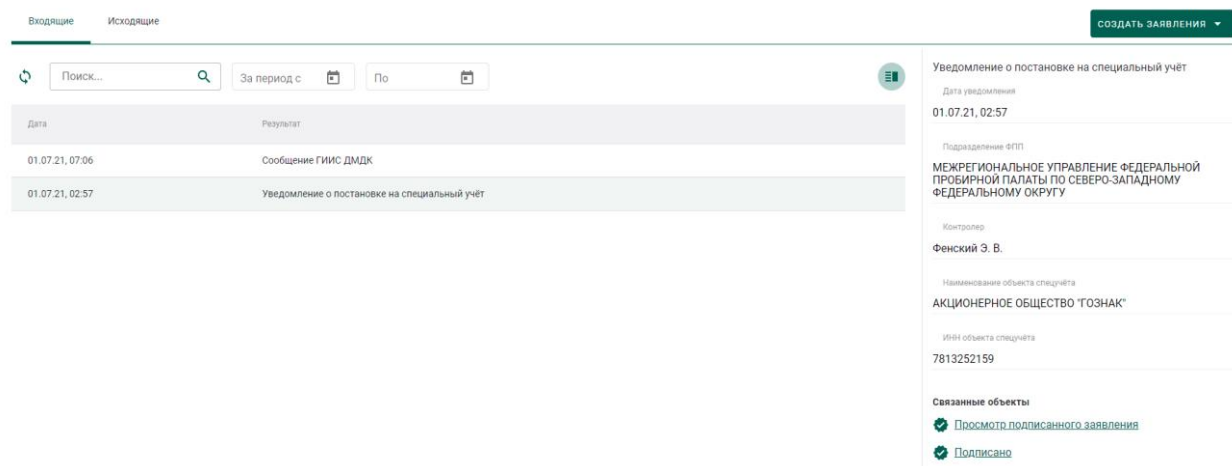 Входящие Исходящие
СОЗДАТЬ ЗАЯВЛЕНИЯ
Поиск... За период с По
Дата Результат
01.07.21, 07:06 Сообщение ГИИС ДМДК
01.07.21, 02:57 Уведомление о постановке на специальный учёт
Уведомление о постановке на специальный учёт
Дата уведомления
01.07.21, 02:57
Подразделение ФПП
МЕЖРЕГИОНАЛЬНОЕ УПРАВЛЕНИЕ ФЕДЕРАЛЬНОЙ
ПРОБИРНОЙ ПАЛАТЫ ПО СЕВЕРО-ЗАПАДНОМУ
ФЕДЕРАЛЬНОМУ ОКРУГУ
Контролер
Фенский Э. В.
Наименование объекта спецучёта
АКЦИОНЕРНОЕ ОБЩЕСТВО "ГОЗНАК"
ИНН объекта спецучёта
7813252159
Связанные объекты
Просмотр подписанного заявления
Подписано